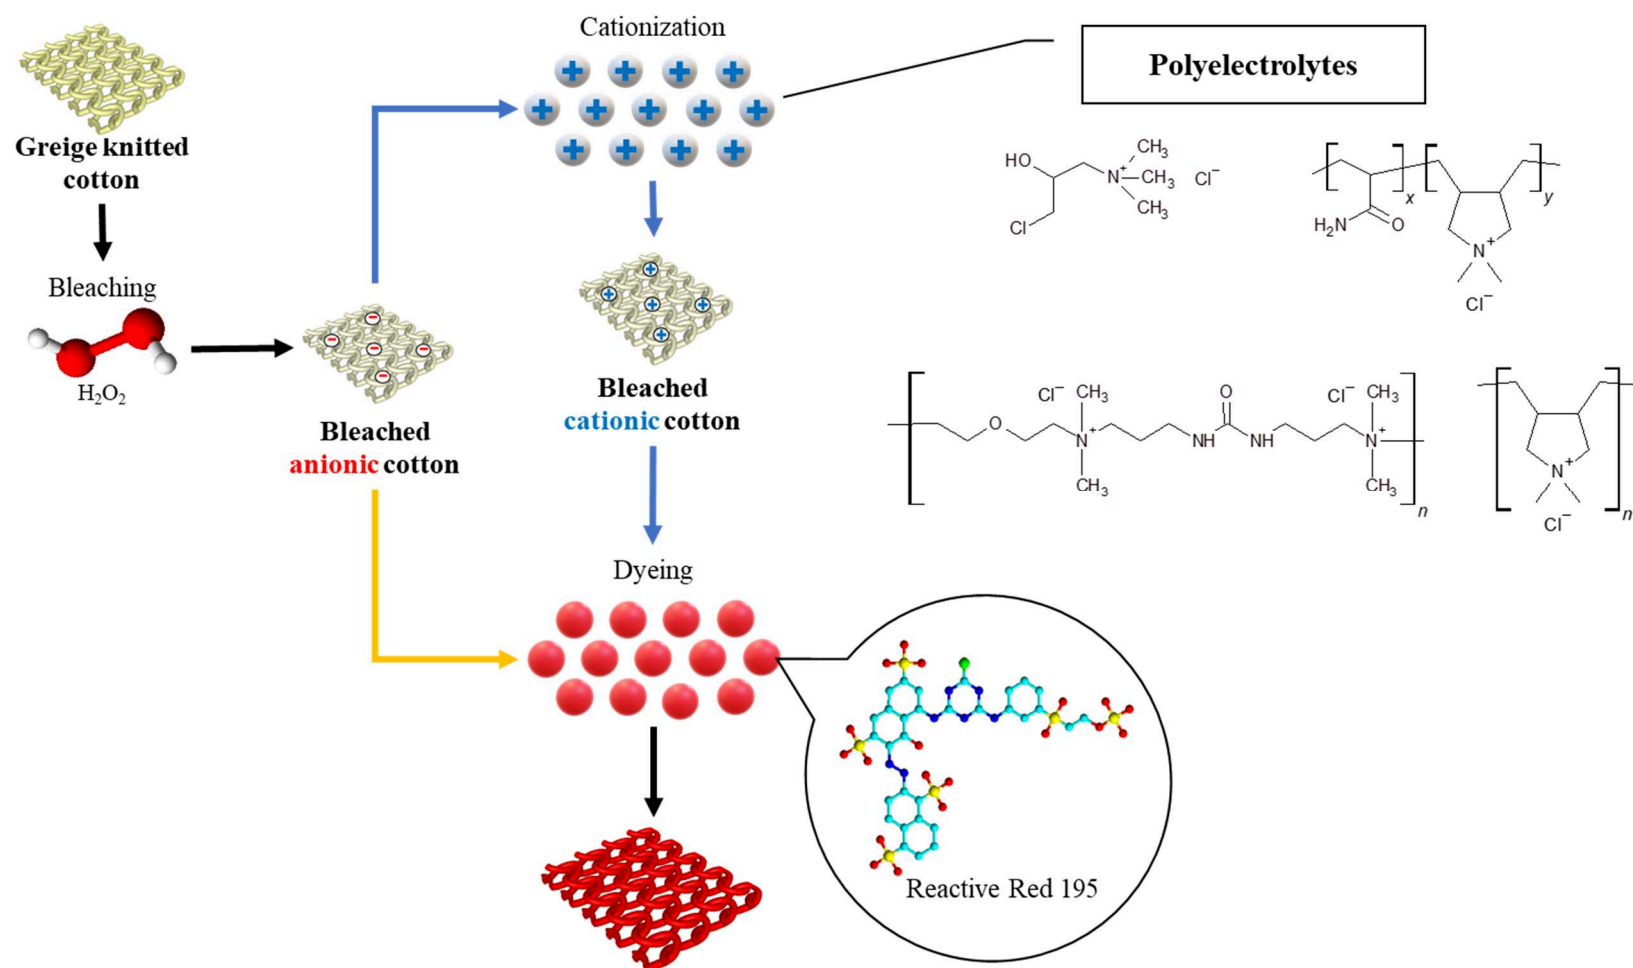 Cationization
Polyelectrolytes
Greige knitted
cotton
Bleaching
H₂O₂
Bleached
anionic cotton
Bleached
cationic cotton
Dyeing
Reactive Red 195
HO
Cl
N⁺
CH₃
CH₃
CH₃
Cl⁻
x
y
H₂N
O
N⁺
Cl⁻
O
Cl⁻
CH₃
N⁺
CH₃
NH
O
NH
Cl⁻
CH₃
N⁺
CH₃
n
N⁺
Cl⁻
n